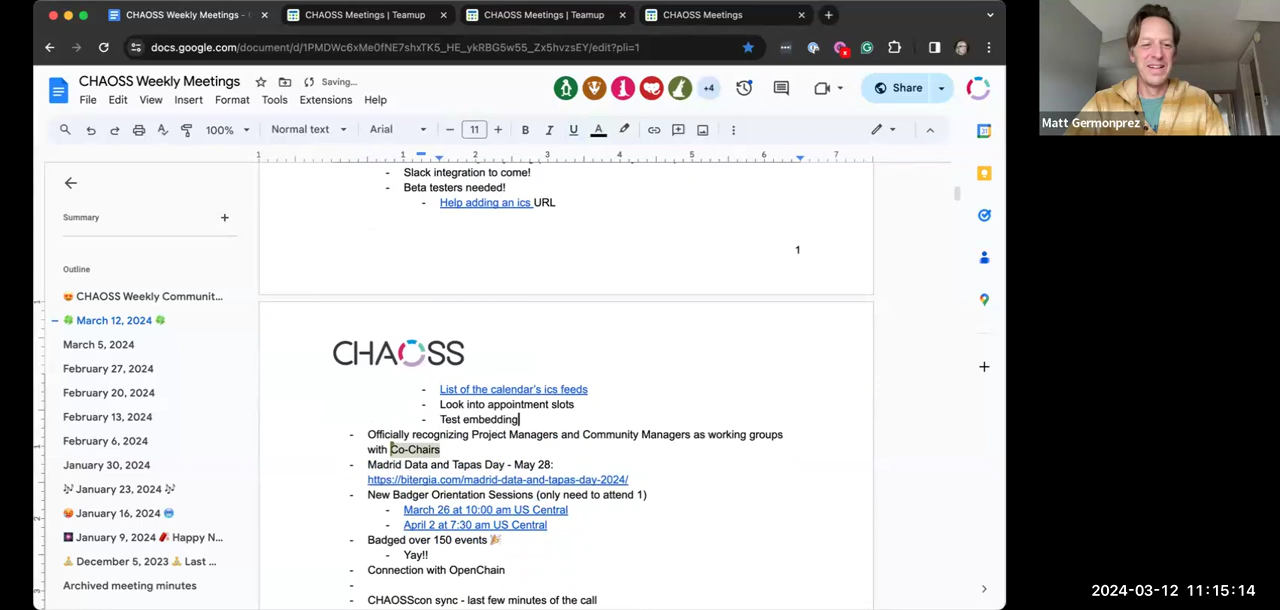 CHAOSS Weekly Meetings -
CHAOSS Meetings | Teamup
CHAOSS Meetings | Teamup
CHAOSS Meetings
docs.google.com/document/d/1PMDWc6xMe0fNE7shxTK5_HE_ykRBG5w55_Zx5hvzsEY/edit?pli=1
CHAOSS Weekly Meetings
Saving...
+4
Share
File Edit View Insert Format Tools Extensions Help
100% Normal text Arial 11 B I U A
1 1 2 3 4 5 6 7
Summary
Outline
😍 CHAOSS Weekly Communit...
🍀 March 12, 2024 🍀
March 5, 2024
February 27, 2024
February 20, 2024
February 13, 2024
February 6, 2024
January 30, 2024
🎶 January 23, 2024 🎶
🥵 January 16, 2024 🥶
🎆 January 9, 2024 🧨 Happy N...
🙏 December 5, 2023 🙏 Last ...
Archived meeting minutes
- Slack integration to come!
- Beta testers needed!
- Help adding an ics URL
1
CHAOSS
- List of the calendar's ics feeds
- Look into appointment slots
- Test embedding
- Officially recognizing Project Managers and Community Managers as working groups
with Co-Chairs
- Madrid Data and Tapas Day - May 28:
https://bitergia.com/madrid-data-and-tapas-day-2024/
- New Badger Orientation Sessions (only need to attend 1)
- March 26 at 10:00 am US Central
- April 2 at 7:30 am US Central
- Badged over 150 events 🎉
- Yay!!
- Connection with OpenChain
-
- CHAOSScon sync - last few minutes of the call
Matt Germonprez
2024-03-12 11:15:14